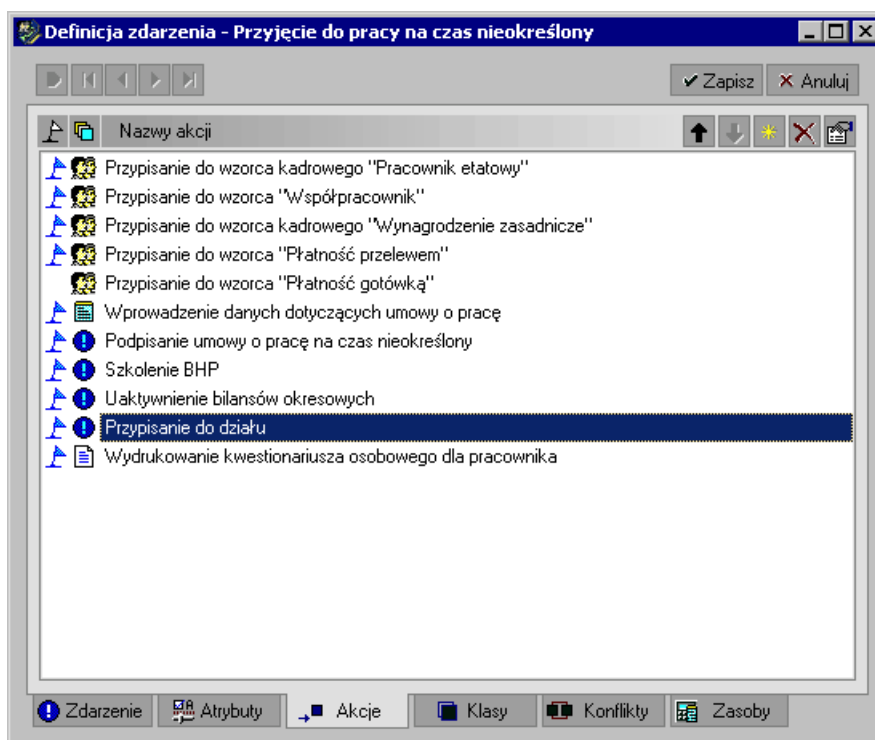 Definicja zdarzenia - Przyjęcie do pracy na czas nieokreślony
Zapisz Anuluj
Nazwy akcji
Przypisanie do wzorca kadrowego "Pracownik etatowy"
Przypisanie do wzorca "Współpracownik"
Przypisanie do wzorca kadrowego "Wynagrodzenie zasadnicze"
Przypisanie do wzorca "Płatność przelewem"
Przypisanie do wzorca "Płatność gotówką"
Wprowadzenie danych dotyczących umowy o pracę
Podpisanie umowy o pracę na czas nieokreślony
Szkolenie BHP
Uaktywnienie bilansów okresowych
Przypisanie do działu
Wydrukowanie kwestionariusza osobowego dla pracownika
Zdarzenie Atrybuty Akcje Klasy Konflikty Zasoby